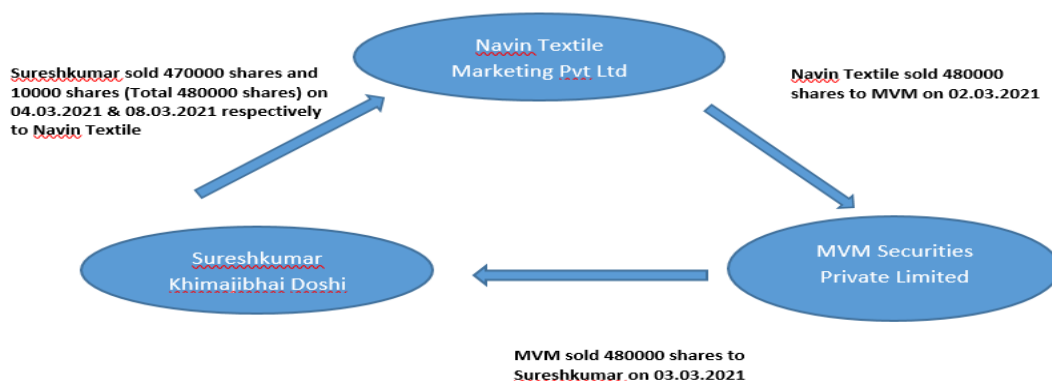 Navin Textile
Marketing Pvt Ltd
Sureshkumar sold 470000 shares and
10000 shares (Total 480000 shares) on
04.03.2021 & 08.03.2021 respectively
to Navin Textile
Navin Textile sold 480000
shares to MVM on 02.03.2021
Sureshkumar
Khimajibhai Doshi
MVM Securities
Private Limited
MVM sold 480000 shares to
Sureshkumar on 03.03.2021